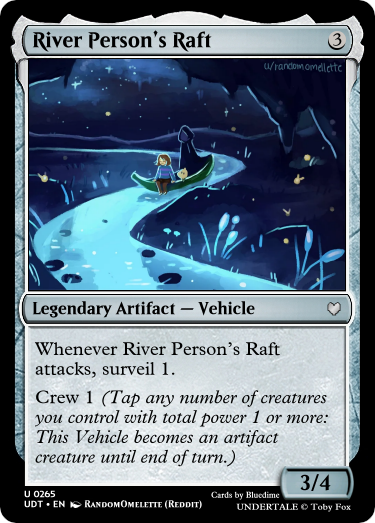 River Person's Raft 3
u/randomomellette
Legendary Artifact — Vehicle
Whenever River Person's Raft
attacks, surveil 1.
Crew 1 (Tap any number of creatures
you control with total power 1 or more:
This Vehicle becomes an artifact
creature until end of turn.)
3/4
U 0265
Cards by Bluedime
UDT • EN RandomOmelette (Reddit)
UNDERTALE © Toby Fox